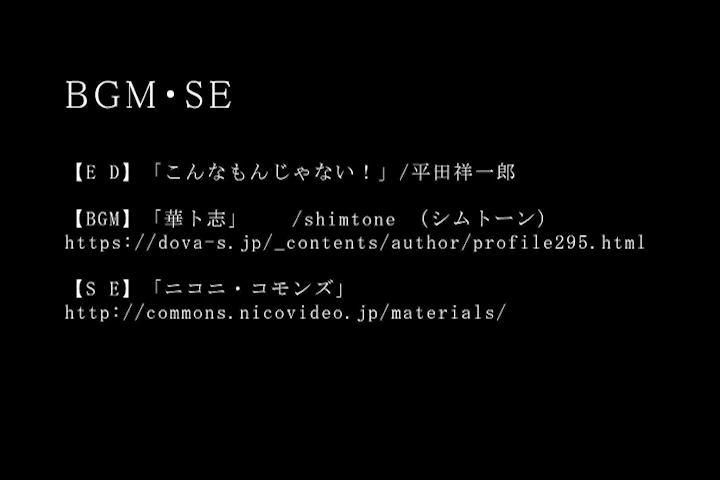 BGM・SE
【E D】「こんなもんじゃない！」/平田祥一郎
【BGM】「華ト志」　　/shimtone （シムトーン）
https://dova-s.jp/_contents/author/profile295.html
【S E】「ニコニ・コモンズ」
http://commons.nicovideo.jp/materials/